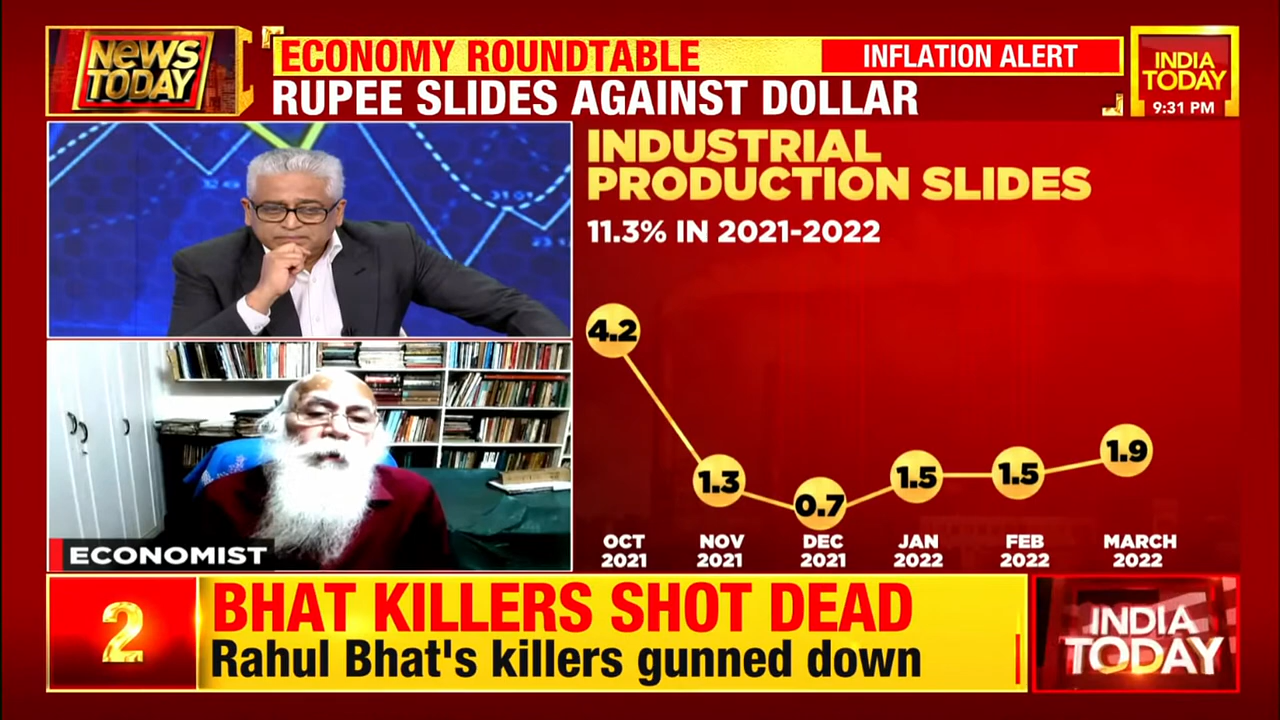 NEWS
TODAY
ECONOMY ROUNDTABLE
INFLATION ALERT
RUPEE SLIDES AGAINST DOLLAR
INDIA
TODAY
9:31 PM
INDUSTRIAL
PRODUCTION SLIDES
11.3% IN 2021-2022
4.2
1.3
0.7
1.5
1.5
1.9
OCT
2021
NOV
2021
DEC
2021
JAN
2022
FEB
2022
MARCH
2022
ECONOMIST
2
BHAT KILLERS SHOT DEAD
Rahul Bhat's killers gunned down
INDIA
TODAY